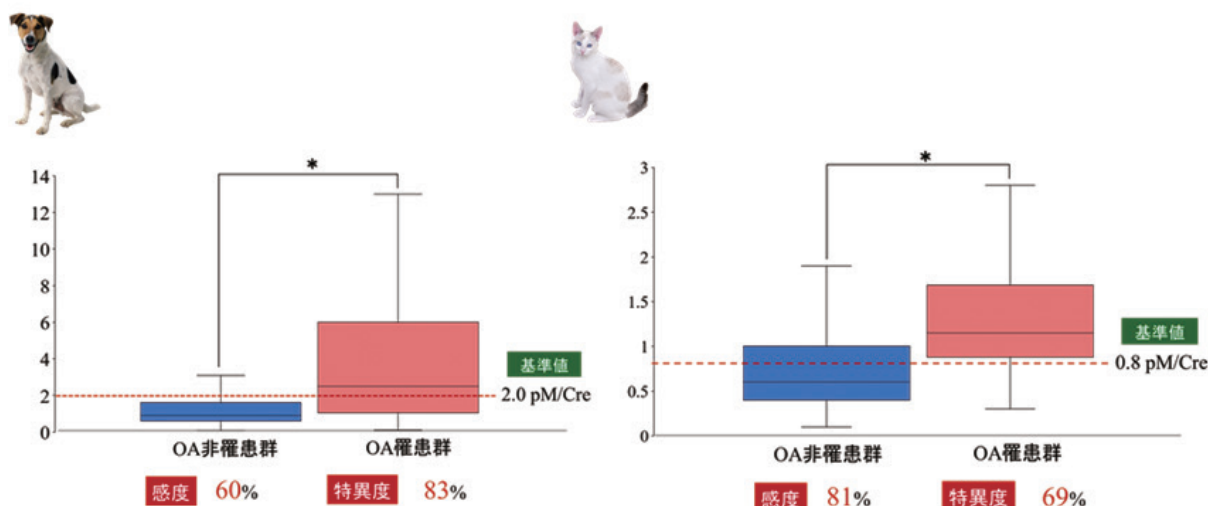 *
14
12
10
8
6
4
2
0
基準値
2.0 pM/Cre
OA非罹患群
OA罹患群
感度 60%
特異度 83%
*
3
2.5
2
1.5
1
0.5
0
基準値
0.8 pM/Cre
OA非罹患群
OA罹患群
感度 81%
特異度 69%